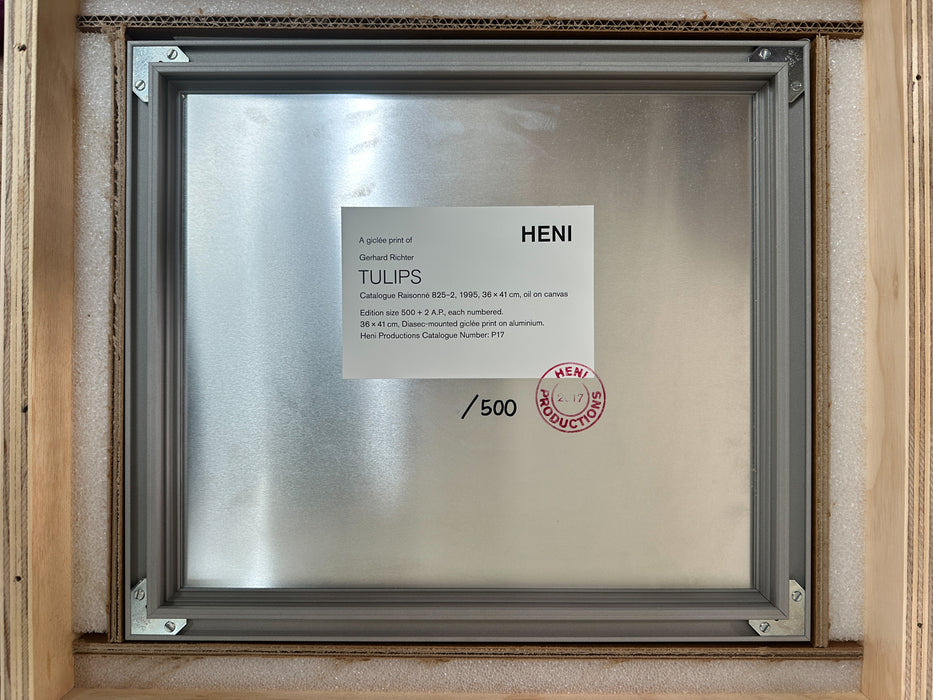 HENI
A giclée print of
Gerhard Richter
TULIPS
Catalogue Raisonné 825–2, 1995, 36 × 41 cm, oil on canvas
Edition size 500 + 2 A.P., each numbered.
36 × 41 cm, Diasec-mounted giclée print on aluminium.
Heni Productions Catalogue Number: P17
/500
HENI
2017
PRODUCTIONS